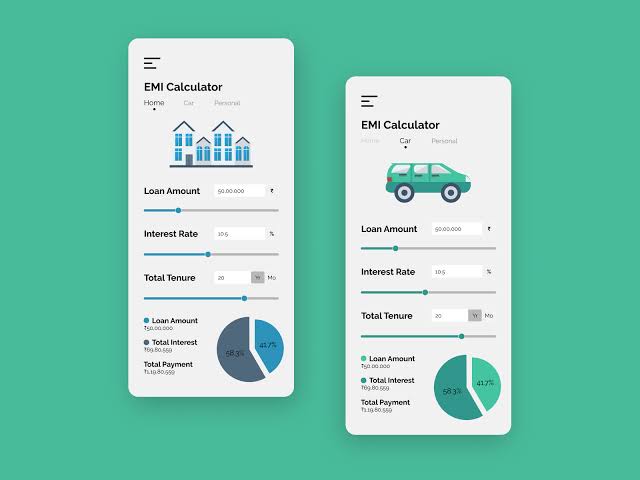 EMI Calculator
Home Car Personal
Loan Amount 50,00,000 ₹
Interest Rate 10.5 %
Total Tenure 20 Yr Mo
Loan Amount
₹50,00,000
Total Interest
₹69,80,559
Total Payment
₹1,19,80,559
58.3% 41.7%
EMI Calculator
Home Car Personal
Loan Amount 50,00,000 ₹
Interest Rate 10.5 %
Total Tenure 20 Yr Mo
Loan Amount
₹50,00,000
Total Interest
₹69,80,559
Total Payment
₹1,19,80,559
58.3% 41.7%